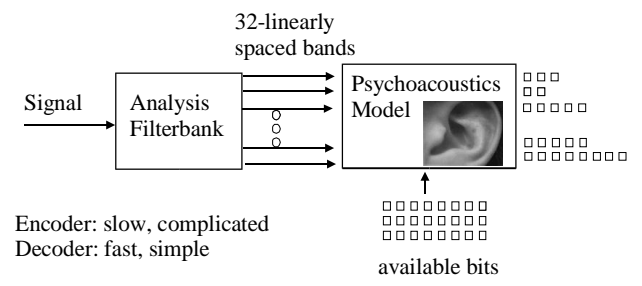 32-linearly
spaced bands
Signal
Analysis
Filterbank
Psychoacoustics
Model
Encoder: slow, complicated
Decoder: fast, simple
available bits